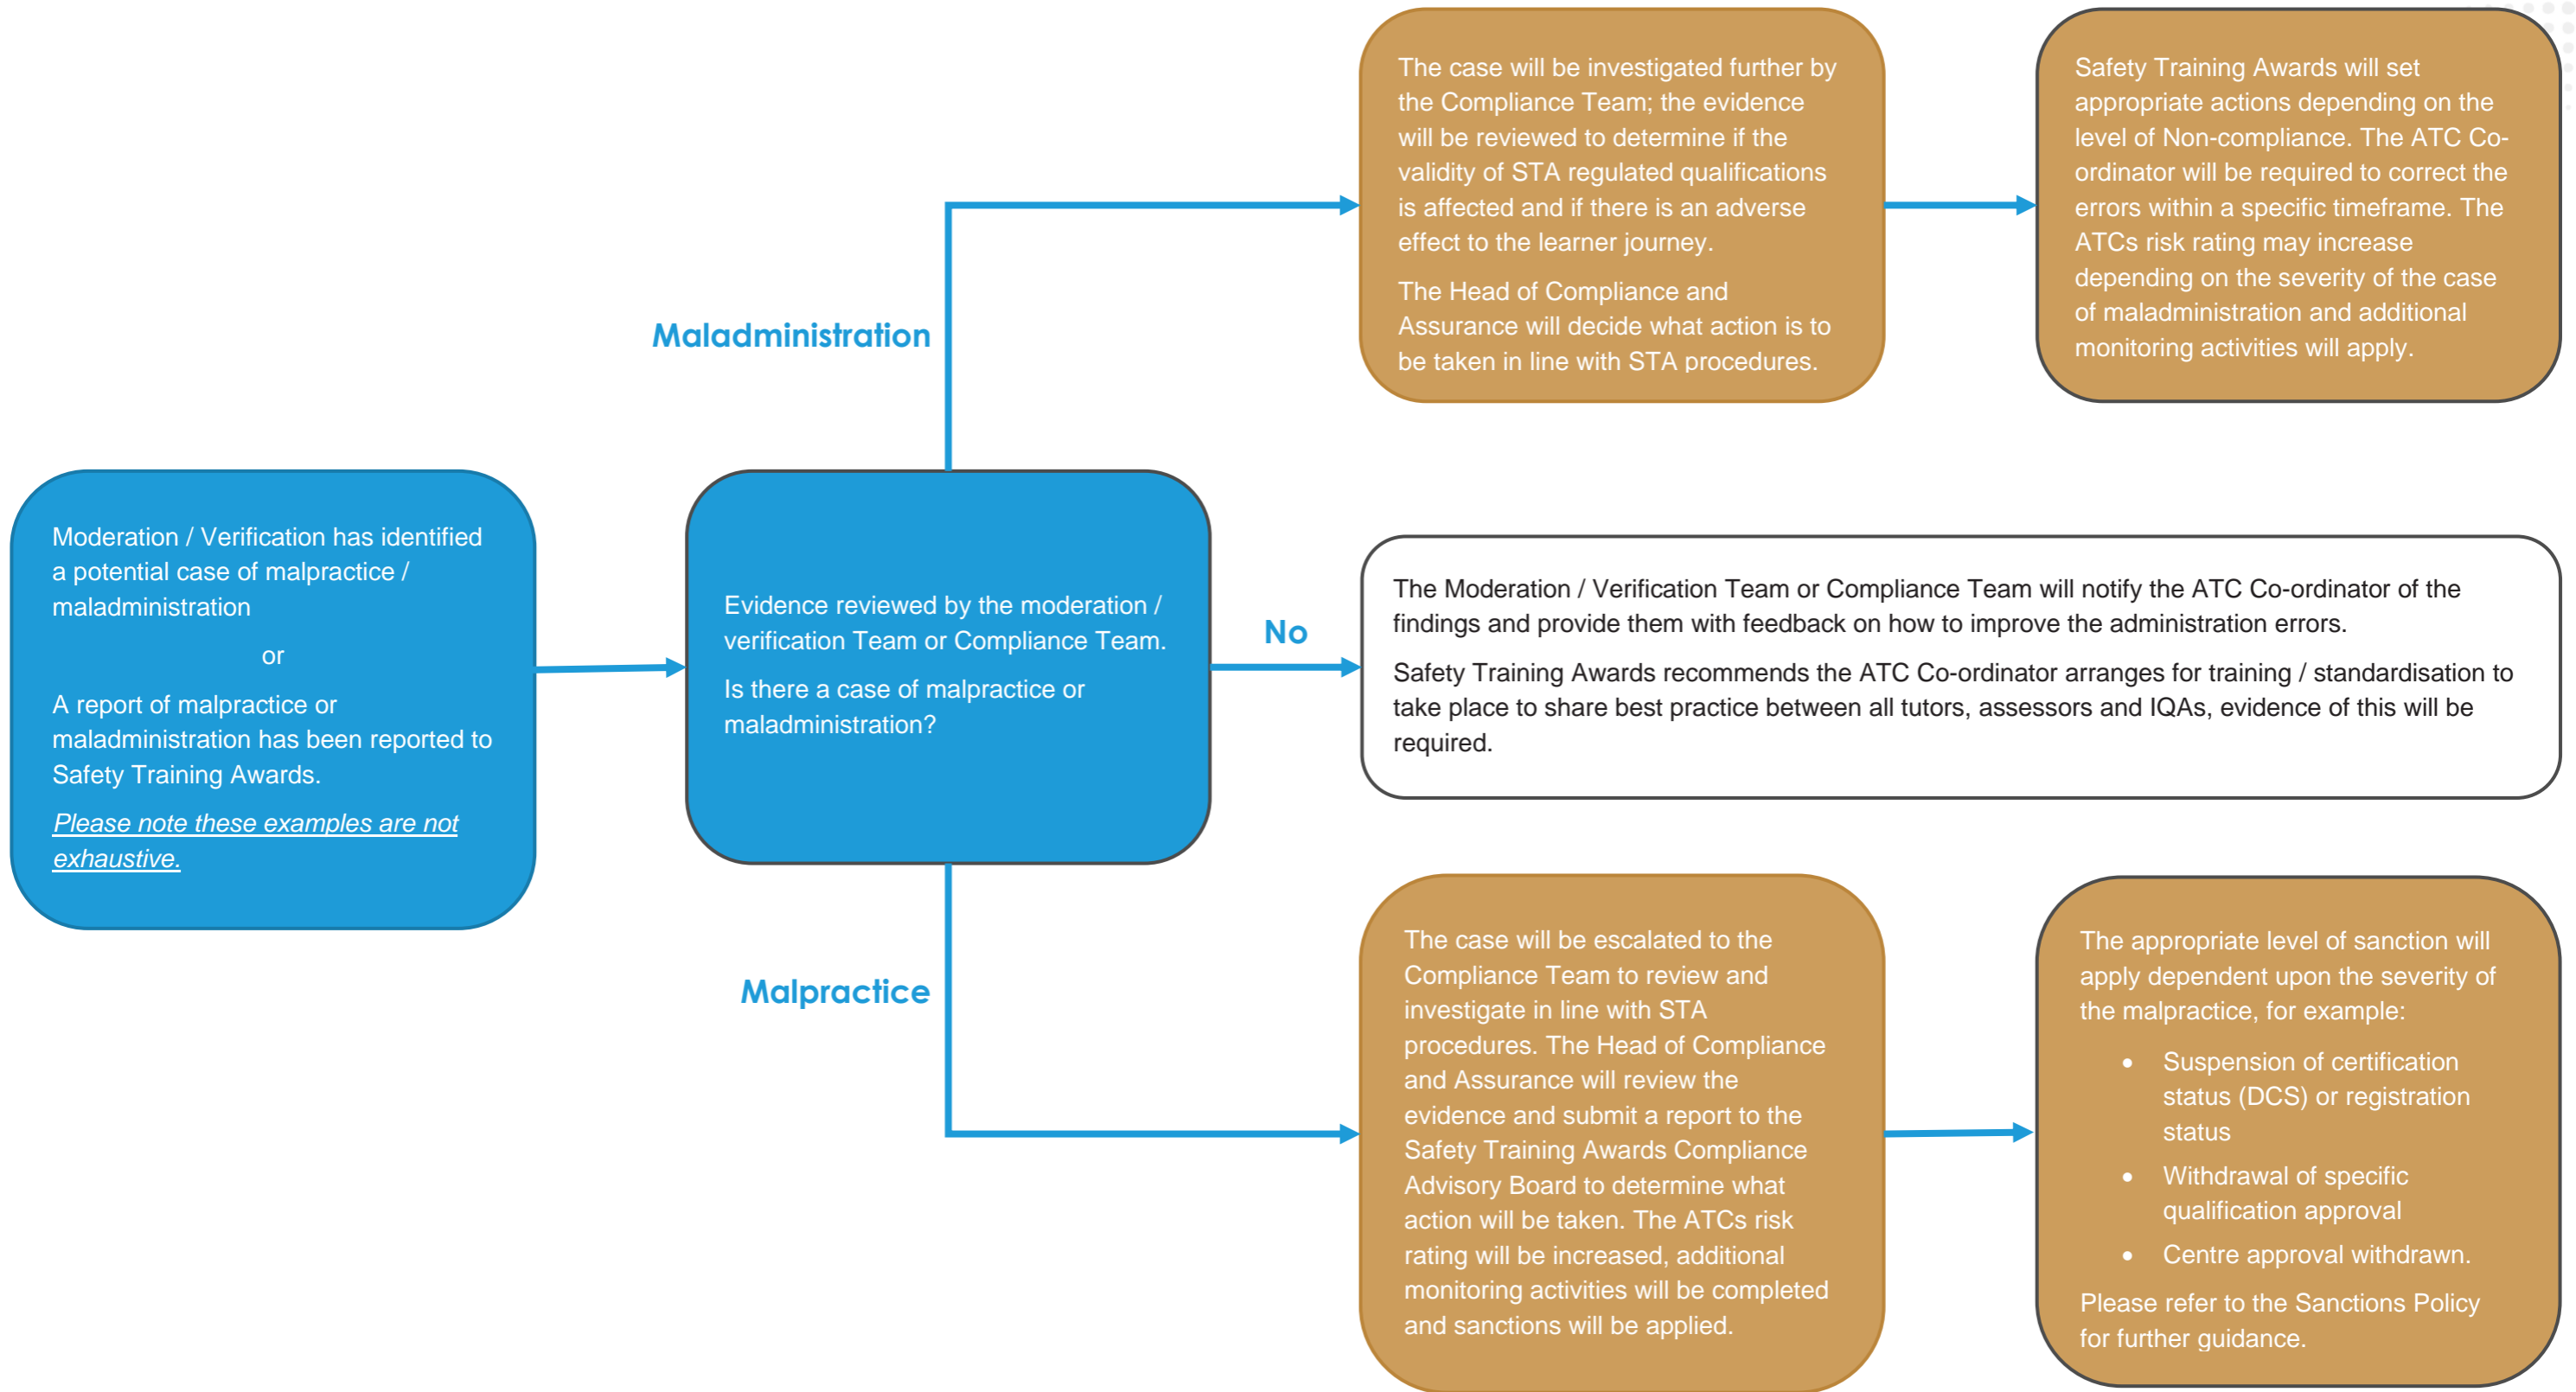 Moderation / Verification has identified
a potential case of malpractice /
maladministration
or
A report of malpractice or
maladministration has been reported to
Safety Training Awards.
Please note these examples are not
exhaustive.
Evidence reviewed by the moderation /
verification Team or Compliance Team.
Is there a case of malpractice or
maladministration?
Maladministration
The case will be investigated further by
the Compliance Team; the evidence
will be reviewed to determine if the
validity of STA regulated qualifications
is affected and if there is an adverse
effect to the learner journey.
The Head of Compliance and
Assurance will decide what action is to
be taken in line with STA procedures.
Safety Training Awards will set
appropriate actions depending on the
level of Non-compliance. The ATC Co-
ordinator will be required to correct the
errors within a specific timeframe. The
ATCs risk rating may increase
depending on the severity of the case
of maladministration and additional
monitoring activities will apply.
No
The Moderation / Verification Team or Compliance Team will notify the ATC Co-ordinator of the
findings and provide them with feedback on how to improve the administration errors.
Safety Training Awards recommends the ATC Co-ordinator arranges for training / standardisation to
take place to share best practice between all tutors, assessors and IQAs, evidence of this will be
required.
Malpractice
The case will be escalated to the
Compliance Team to review and
investigate in line with STA
procedures. The Head of Compliance
and Assurance will review the
evidence and submit a report to the
Safety Training Awards Compliance
Advisory Board to determine what
action will be taken. The ATCs risk
rating will be increased, additional
monitoring activities will be completed
and sanctions will be applied.
The appropriate level of sanction will
apply dependent upon the severity of
the malpractice, for example:
• Suspension of certification
status (DCS) or registration
status
• Withdrawal of specific
qualification approval
• Centre approval withdrawn.
Please refer to the Sanctions Policy
for further guidance.